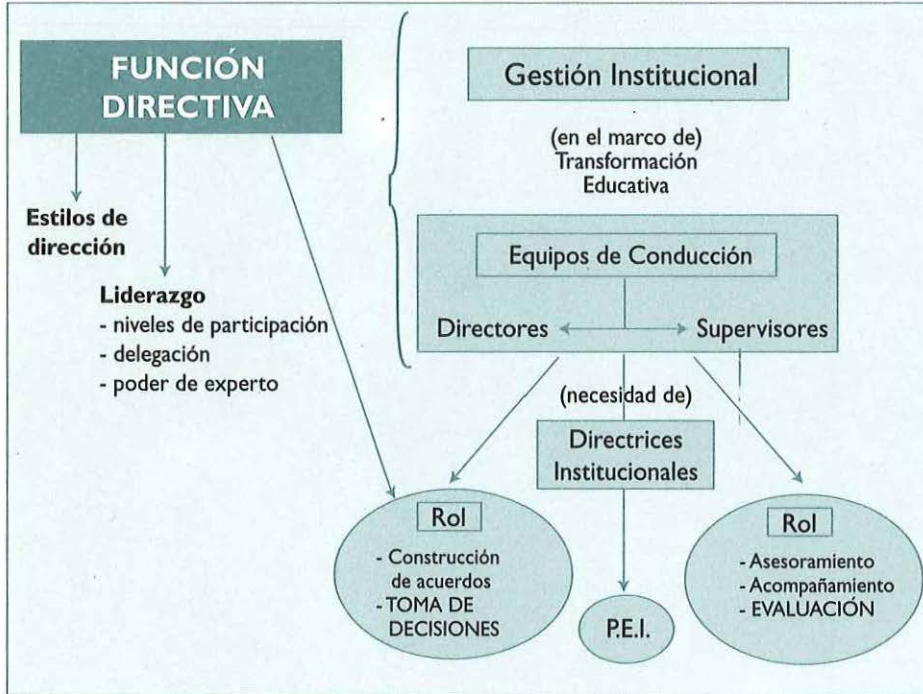 FUNCIÓN
DIRECTIVA
Estilos de
dirección
Liderazgo
- niveles de participación
- delegación
- poder de experto
Gestión Institucional
(en el marco de)
Transformación
Educativa
Equipos de Conducción
Directores
Supervisores
(necesidad de)
Directrices
Institucionales
Rol
- Construcción
de acuerdos
- TOMA DE
DECISIONES
P.E.I.
Rol
- Asesoramiento
- Acompañamiento
- EVALUACIÓN